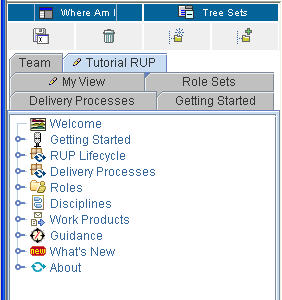 Where Am I Tree Sets
Team Tutorial RUP
My View Role Sets
Delivery Processes Getting Started
Welcome
Getting Started
RUP Lifecycle
Delivery Processes
Roles
Disciplines
Work Products
Guidance
new What's New
About